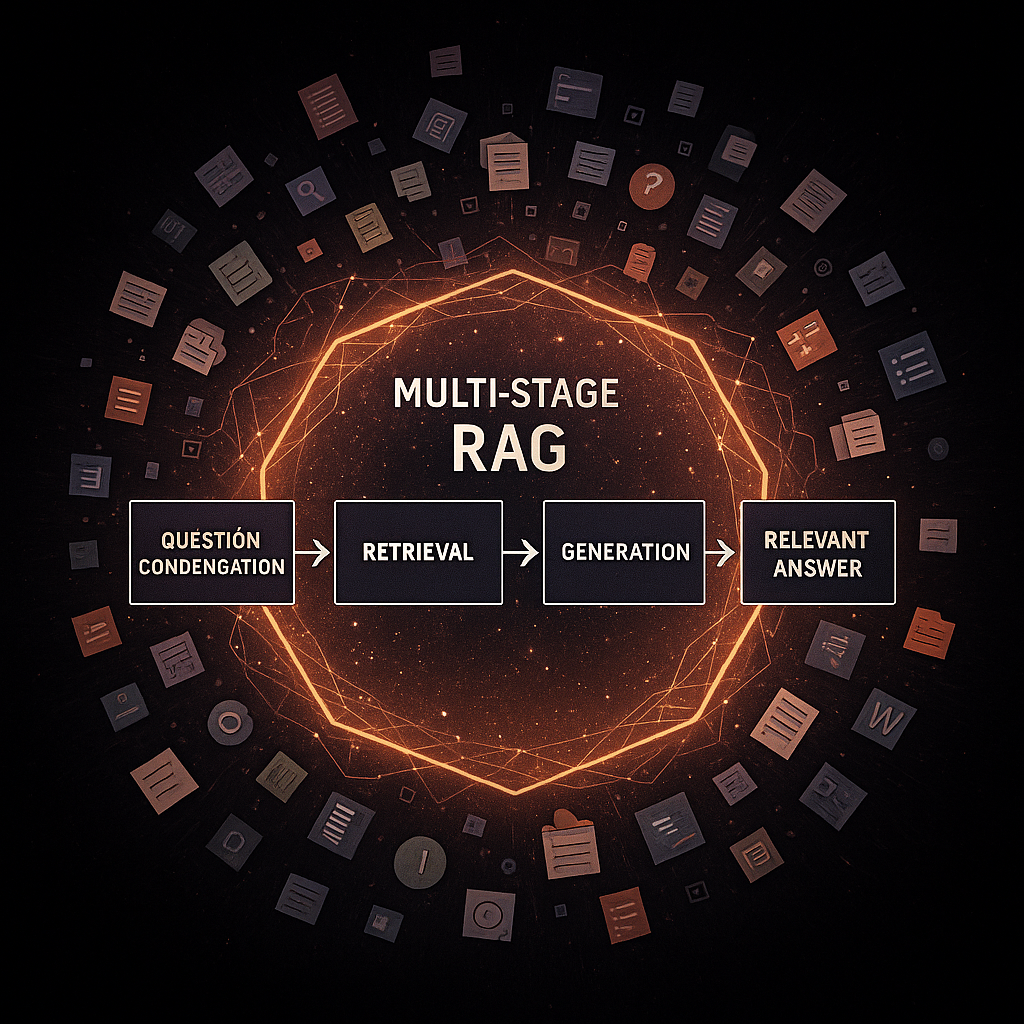 MULTI-STAGE
RAG
QUESTIÓN
CONDENGATION
RETRIEVAL
GENERATION
RELEVANT
ANSWER
?
W